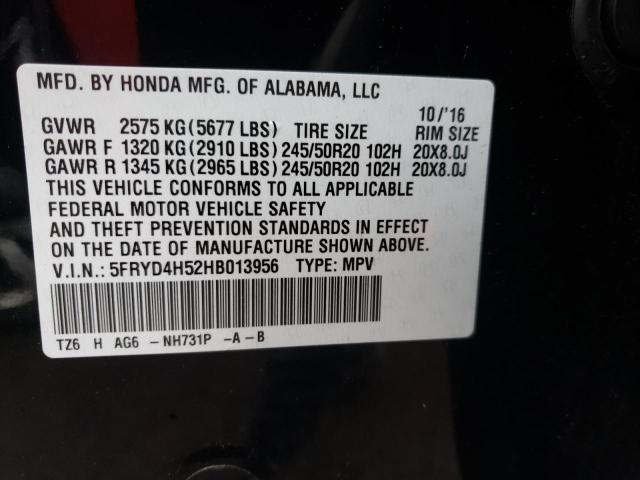 MFD. BY HONDA MFG. OF ALABAMA, LLC
10/'16
GVWR 2575 KG(5677 LBS) TIRE SIZE RIM SIZE
GAWR F 1320 KG(2910 LBS)245/50R20 102H 20X8.0J
GAWR R 1345 KG(2965 LBS)245/50R20 102H 20X8.0J
THIS VEHICLE CONFORMS TO ALL APPLICABLE
FEDERAL MOTOR VEHICLE SAFETY
AND THEFT PREVENTION STANDARDS IN EFFECT
ON THE DATE OF MANUFACTURE SHOWN ABOVE.
V.I.N.: 5FRYD4H52HB013956 TYPE: MPV
TZ6 H AG6 -NH731P -A-B